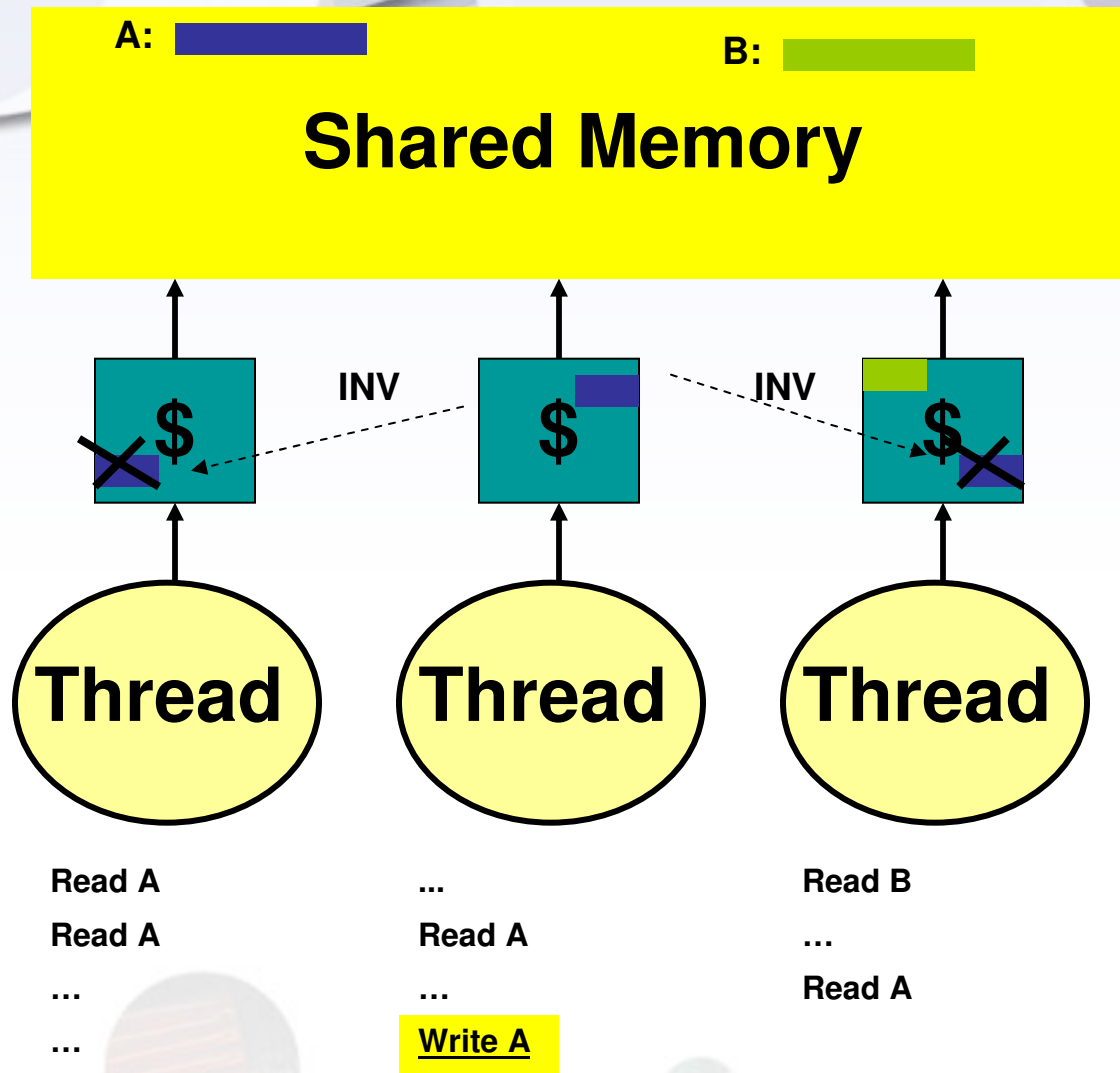 A:
B:
Shared Memory
INV
INV
$
$
$
Thread
Thread
Thread
Read A
...
Read B
Read A
Read A
…
…
…
Read A
…
Write A